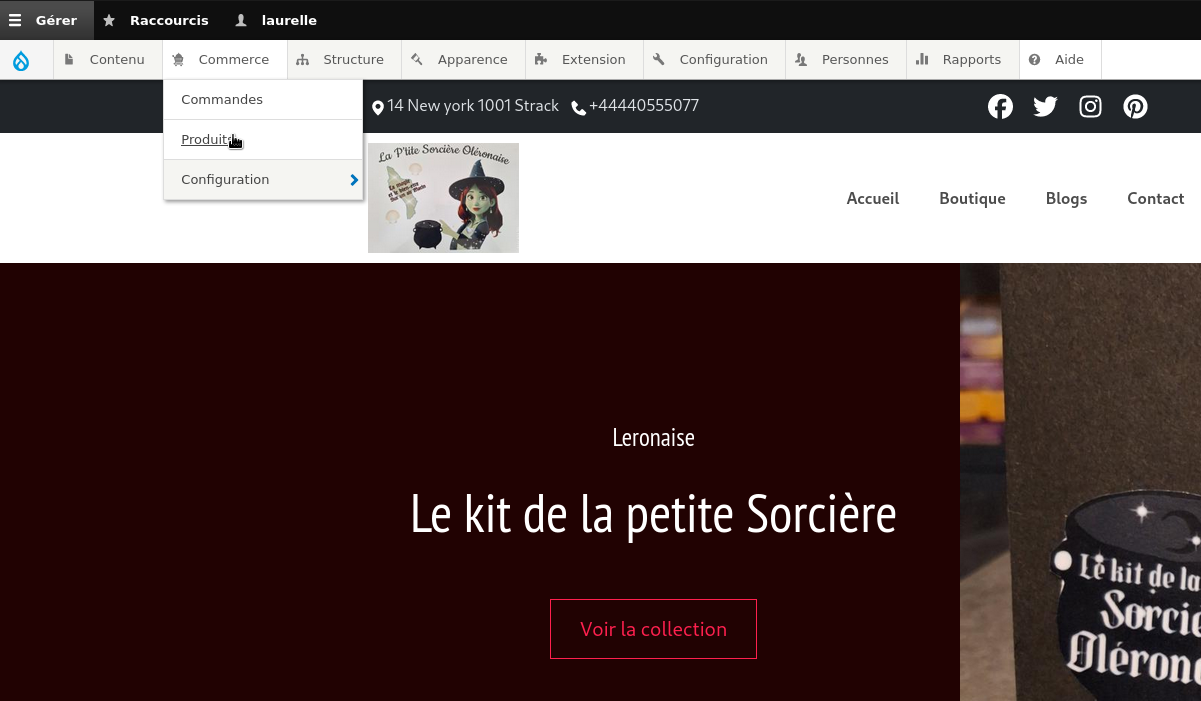 Gérer Raccourcis laurelle
Contenu Commerce Structure Apparence Extension Configuration Personnes Rapports Aide
Commandes
Produits
Configuration
14 New york 1001 Strack +44440555077
La P'tite Sorcière Oléronaise
Accueil Boutique Blogs Contact
Leronaise
Le kit de la petite Sorcière
Voir la collection
Le kit de la